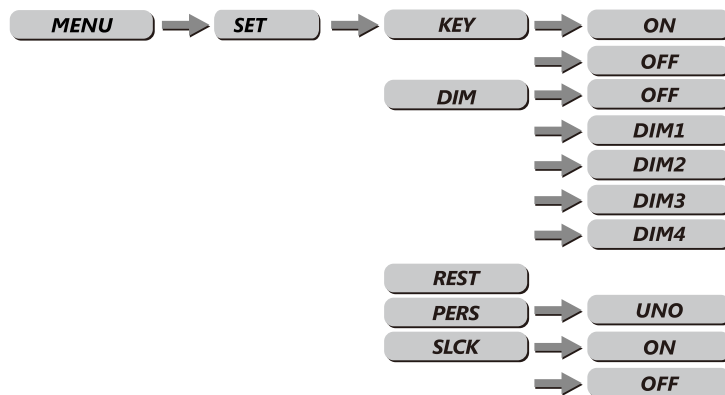 MENU SET KEY ON
OFF
DIM OFF
DIM1
DIM2
DIM3
DIM4
REST
PERS UNO
SLCK ON
OFF